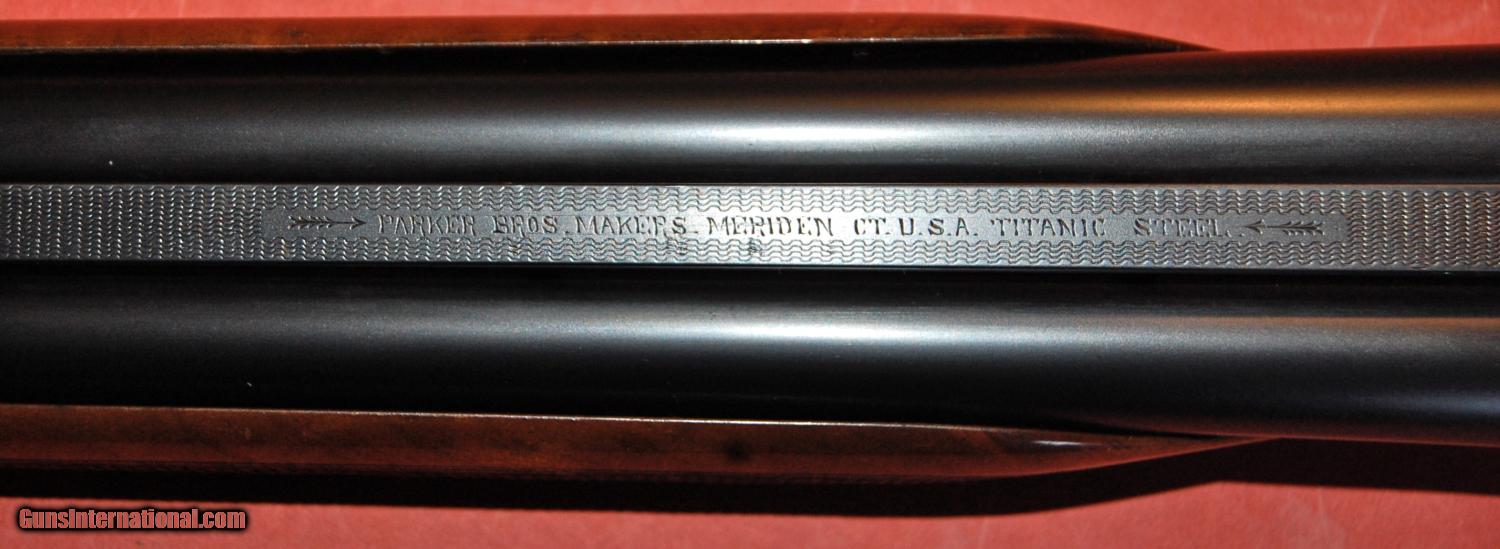 PARKER BROS. MAKERS. MERIDEN CT. U.S.A. TITANIC STEEL.
GunsInternational.com